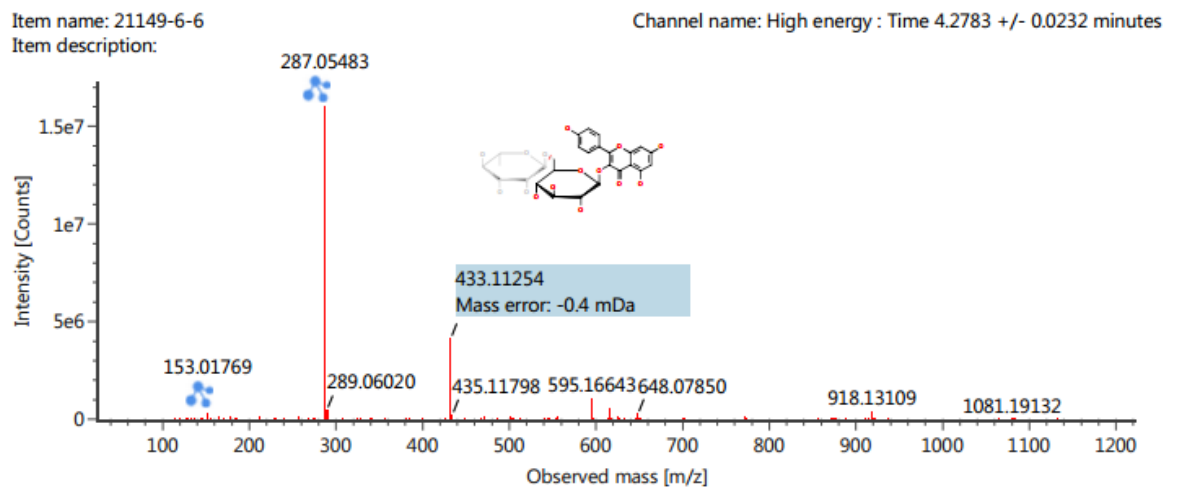 Item name: 21149-6-6
Channel name: High energy : Time 4.2783 +/- 0.0232 minutes
Item description:
287.05483
1.5e7
1e7
433.11254
Mass error: -0.4 mDa
5e6
153.01769
289.06020
435.11798
595.16643
648.07850
918.13109
1081.19132
0
100 200 300 400 500 600 700 800 900 1000 1100 1200
Observed mass [m/z]
Intensity [Counts]